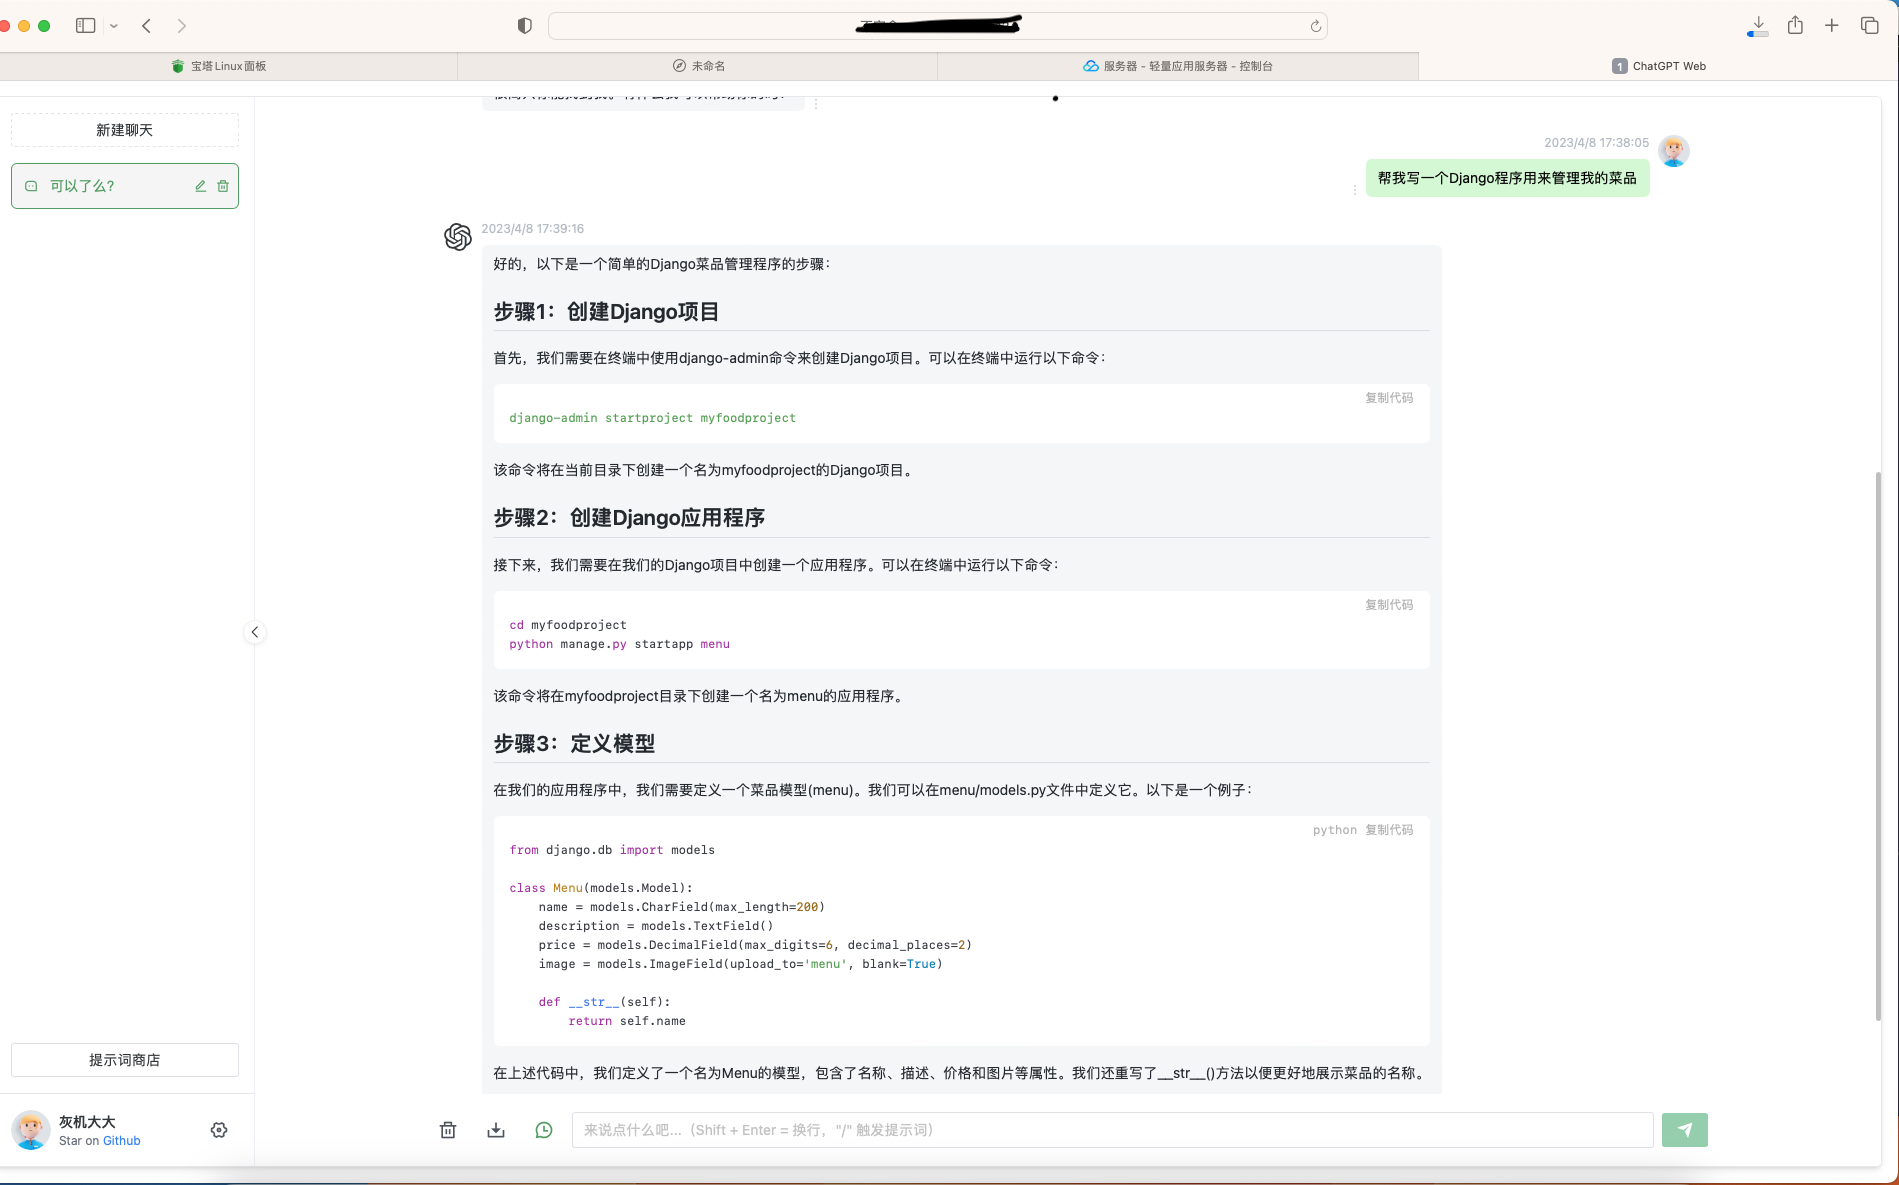 宝塔Linux面板
未命名
服务器 - 轻量应用服务器 - 控制台
1 ChatGPT Web
新建聊天
可以了么?
2023/4/8 17:38:05
帮我写一个Django程序用来管理我的菜品
2023/4/8 17:39:16
好的，以下是一个简单的Django菜品管理程序的步骤：
步骤1：创建Django项目
首先，我们需要在终端中使用django-admin命令来创建Django项目。可以在终端中运行以下命令：
复制代码
django-admin startproject myfoodproject
该命令将在当前目录下创建一个名为myfoodproject的Django项目。
步骤2：创建Django应用程序
接下来，我们需要在我们的Django项目中创建一个应用程序。可以在终端中运行以下命令：
复制代码
cd myfoodproject
python manage.py startapp menu
该命令将在myfoodproject目录下创建一个名为menu的应用程序。
步骤3：定义模型
在我们的应用程序中，我们需要定义一个菜品模型(menu)。我们可以在menu/models.py文件中定义它。以下是一个例子：
python 复制代码
from django.db import models
class Menu(models.Model):
    name = models.CharField(max_length=200)
    description = models.TextField()
    price = models.DecimalField(max_digits=6, decimal_places=2)
    image = models.ImageField(upload_to='menu', blank=True)
    def __str__(self):
        return self.name
在上述代码中，我们定义了一个名为Menu的模型，包含了名称、描述、价格和图片等属性。我们还重写了__str__()方法以便更好地展示菜品的名称。
提示词商店
灰机大大
Star on Github
来说点什么吧...（Shift + Enter = 换行，"/" 触发提示词）